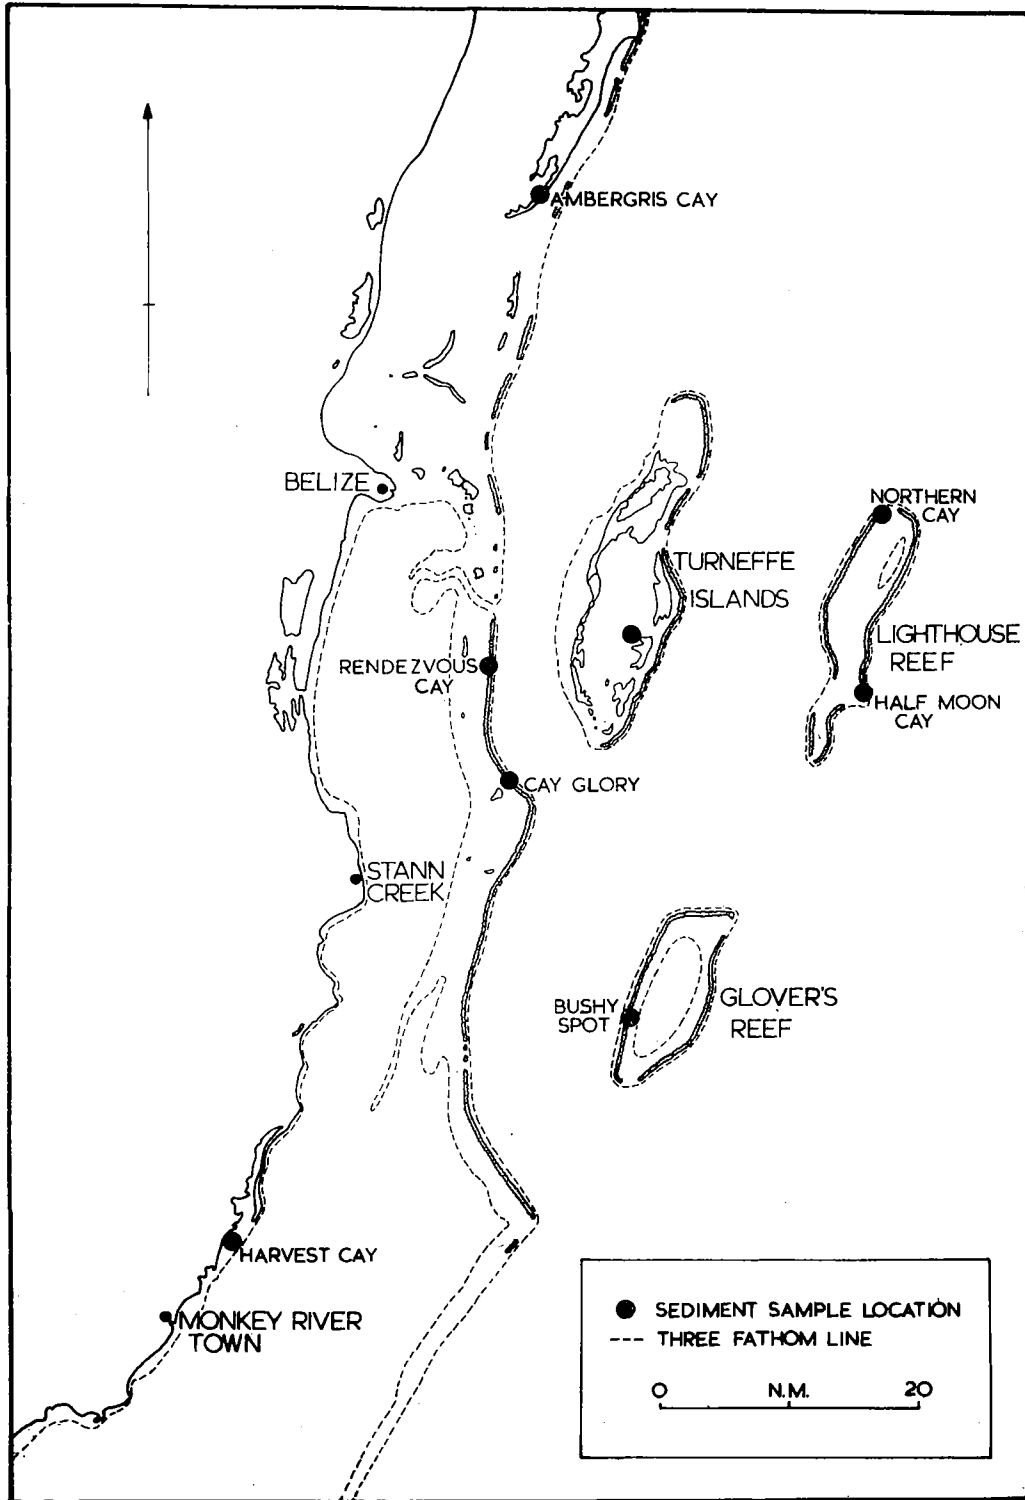 AMBERGRIS CAY
BELIZE
NORTHERN
CAY
TURNEFFE
ISLANDS
LIGHTHOUSE
REEF
RENDEZVOUS
CAY
HALF MOON
CAY
CAY GLORY
STANN
CREEK
BUSHY
SPOT
GLOVER'S
REEF
HARVEST CAY
MONKEY RIVER
TOWN
SEDIMENT SAMPLE LOCATION
THREE FATHOM LINE
0 N.M. 20